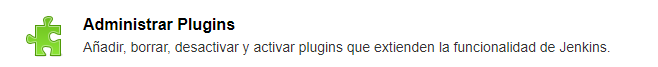 Administrar Plugins
Añadir, borrar, desactivar y activar plugins que extienden la funcionalidad de Jenkins.